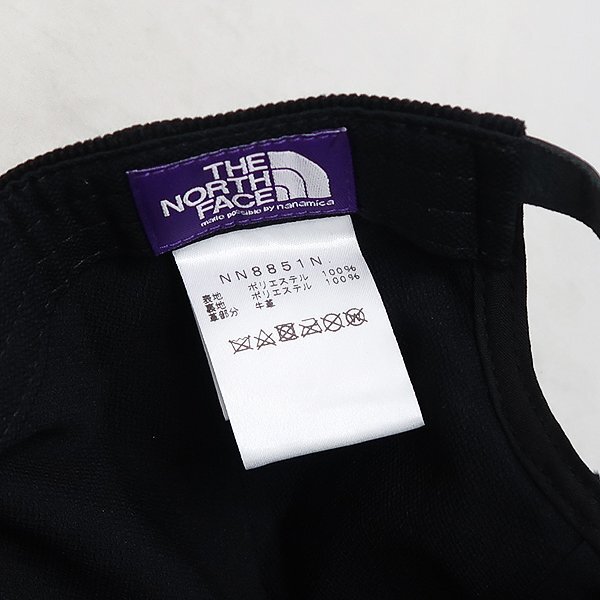 THE
NORTH
FACE
made possible by nanamica
NN8851N.
表地 ポリエステル 100%
裏地 ポリエステル 100%
革部分 牛革